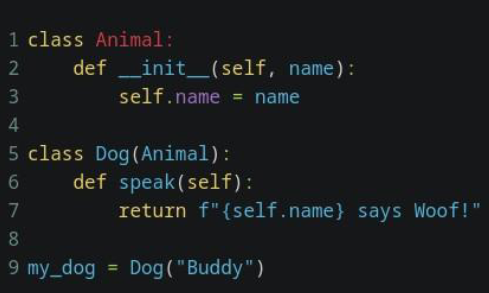 1 class Animal:
2     def __init__(self, name):
3         self.name = name
4
5 class Dog(Animal):
6     def speak(self):
7         return f"{self.name} says Woof!"
8
9 my_dog = Dog("Buddy")